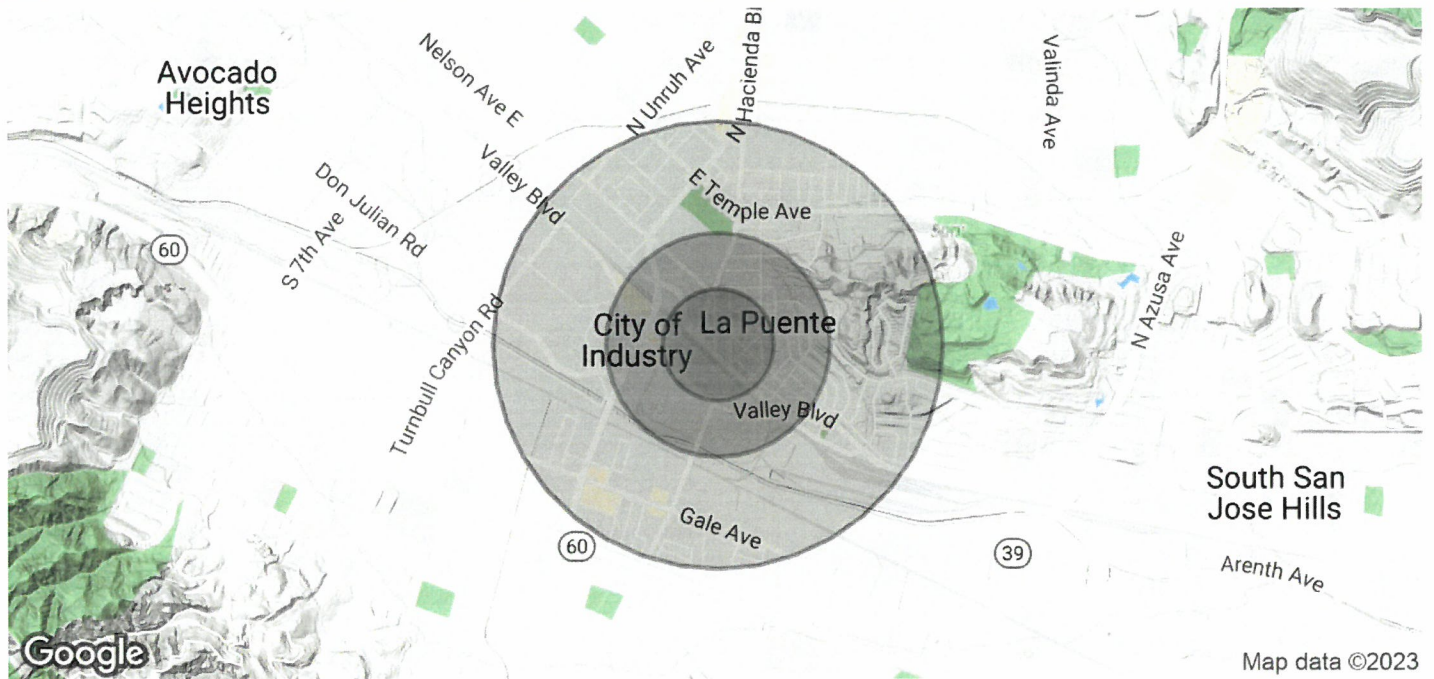 N Hacienda Bl
Nelson Ave E
N Unruh Ave
Valinda Ave
Avocado
Heights
Valley Blvd
Don Julian Rd
E Temple Ave
S 7th Ave
60
N Azusa Ave
Turnbull Canyon Rd
City of
Industry
La Puente
Valley Blvd
South San
Jose Hills
Gale Ave
60
39
Arenth Ave
Google
Map data ©2023